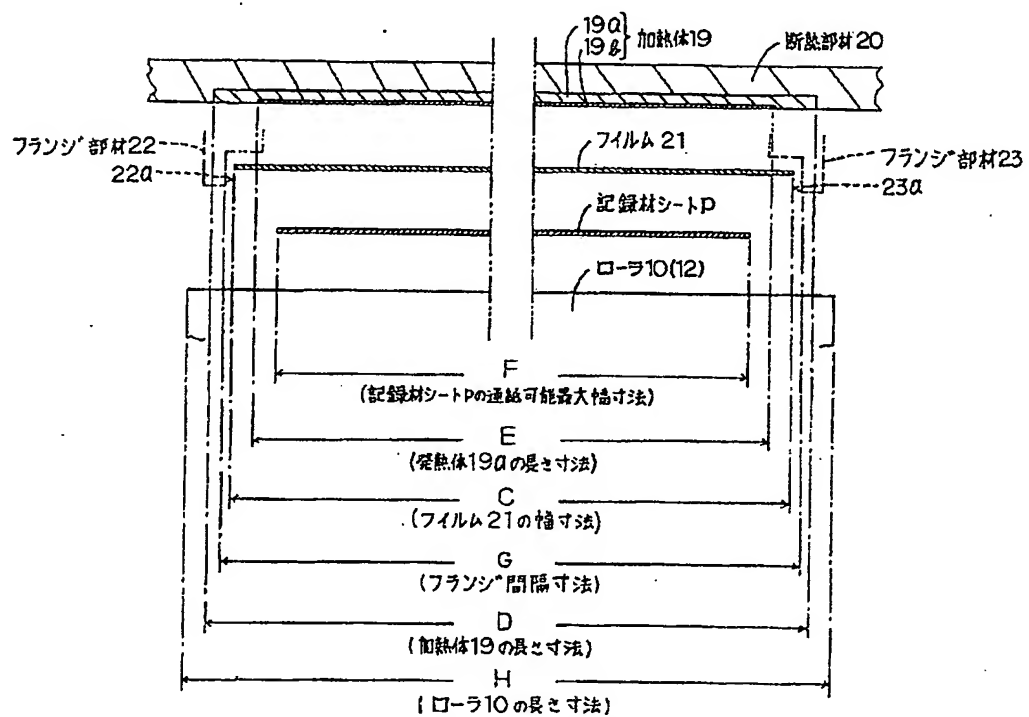 19a
19b
加熱体19
断熱部材20
フランジ部材22
22a
フイルム21
フランジ部材23
23a
記録材シートP
ローラ10(12)
F
(記録材シートPの通紙可能最大幅寸法)
E
(発熱体19aの長さ寸法)
C
(フイルム21の幅寸法)
G
(フランジ間隔寸法)
D
(加熱体19の長さ寸法)
H
(ローラ10の長さ寸法)